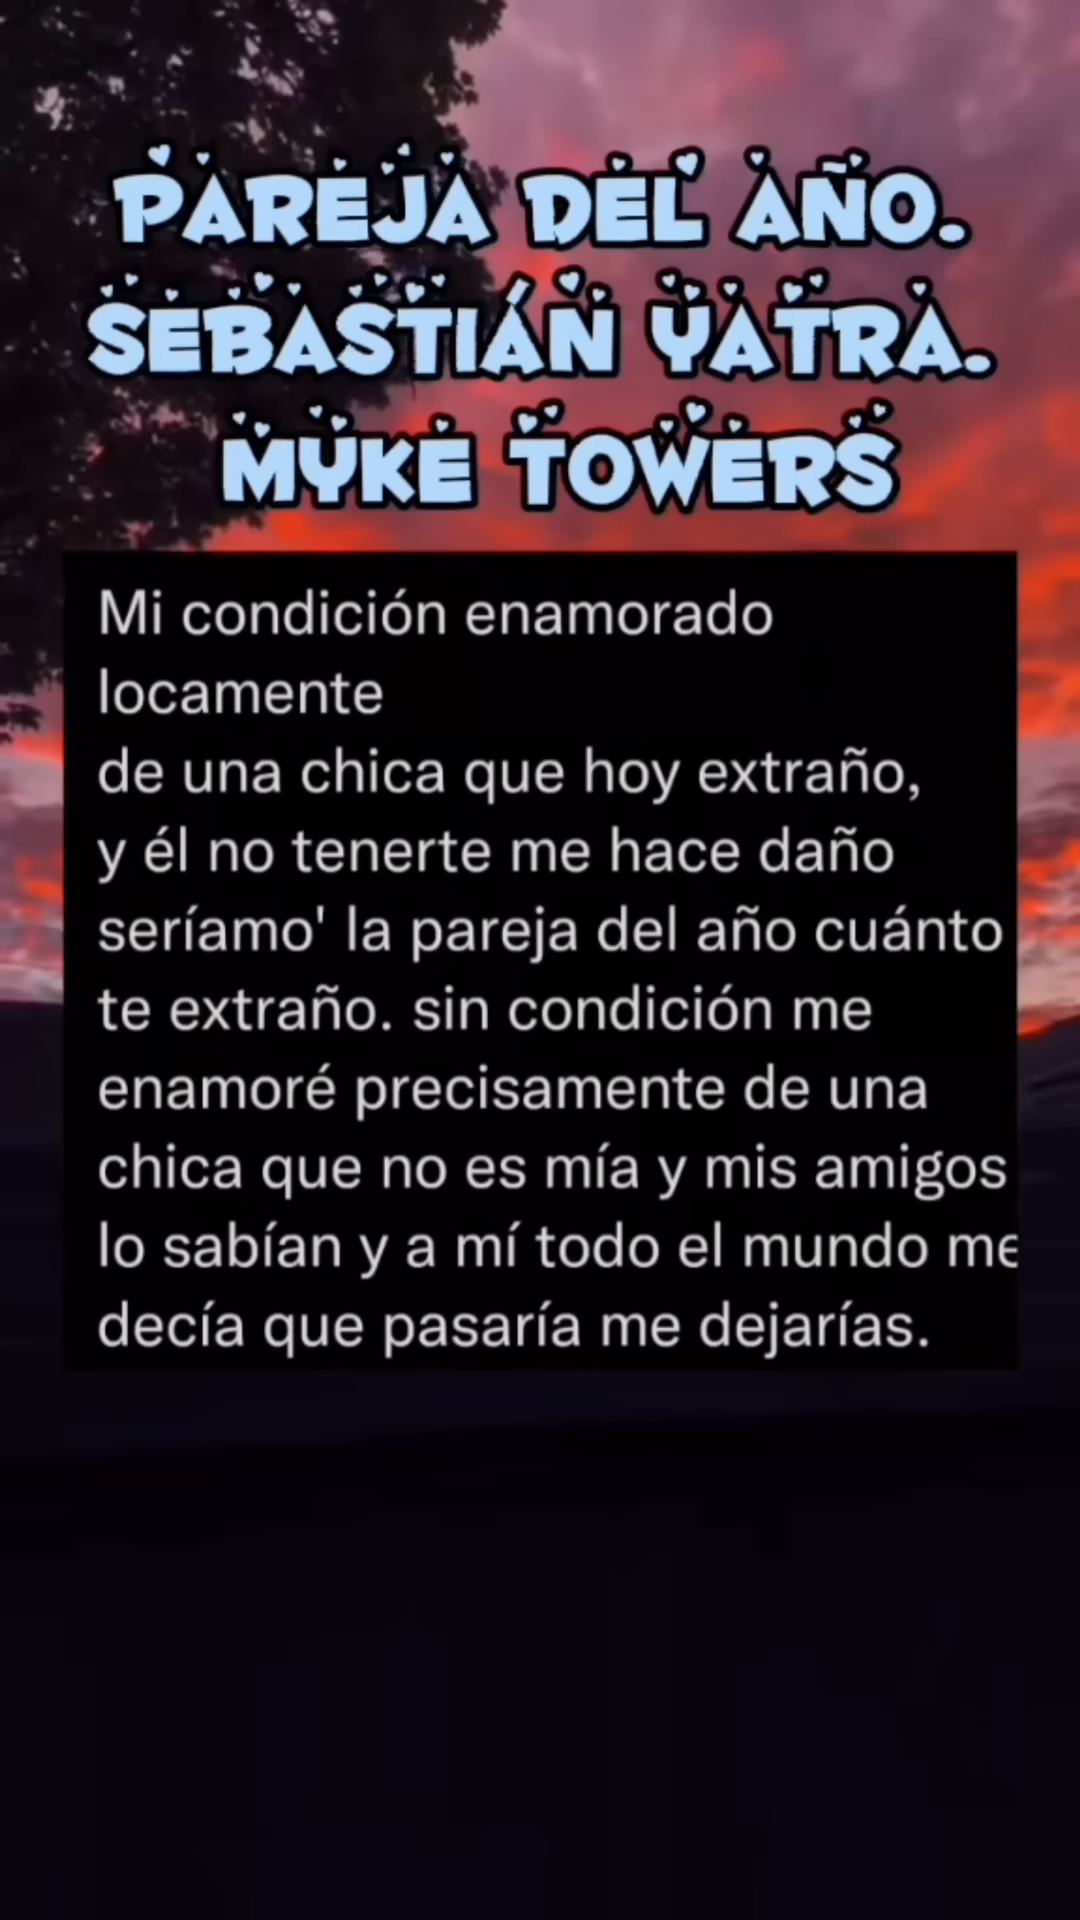 PAREJA DEL AÑO.
SEBASTIÁN YATRA.
MYKE TOWERS
Mi condición enamorado
locamente
de una chica que hoy extraño,
y él no tenerte me hace daño
seríamo' la pareja del año cuánto
te extraño. sin condición me
enamoré precisamente de una
chica que no es mía y mis amigos
lo sabían y a mí todo el mundo me
decía que pasaría me dejarías.